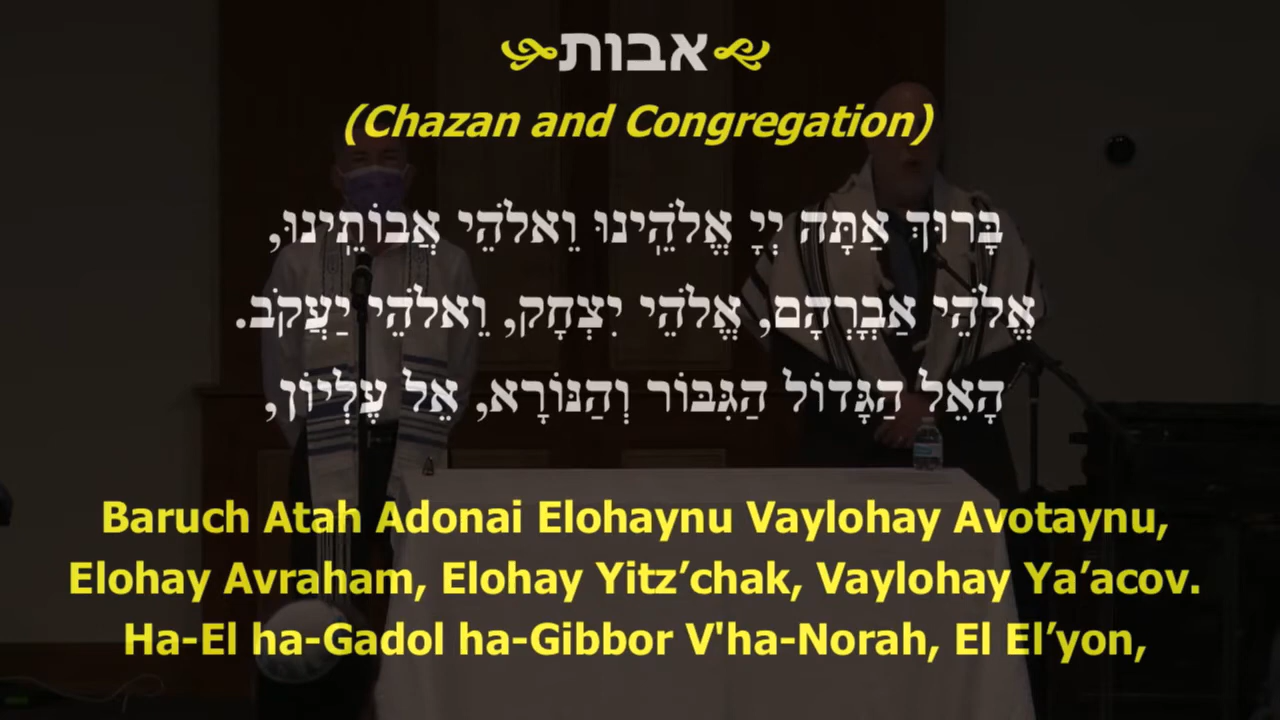 אבות
(Chazan and Congregation)
בָּרוּךְ אַתָּה יְיָ אֱלֹהֵֽינוּ וֵאלֹהֵי אֲבוֹתֵֽינוּ,
אֱלֹהֵי אַבְרָהָם, אֱלֹהֵי יִצְחָק, וֵאלֹהֵי יַעֲקֹב.
הָאֵל הַגָּדוֹל הַגִּבּוֹר וְהַנּוֹרָא, אֵל עֶלְיוֹן,
Baruch Atah Adonai Elohaynu Vaylohay Avotaynu,
Elohay Avraham, Elohay Yitz’chak, Vaylohay Ya’acov.
Ha-El ha-Gadol ha-Gibbor V'ha-Norah, El El’yon,